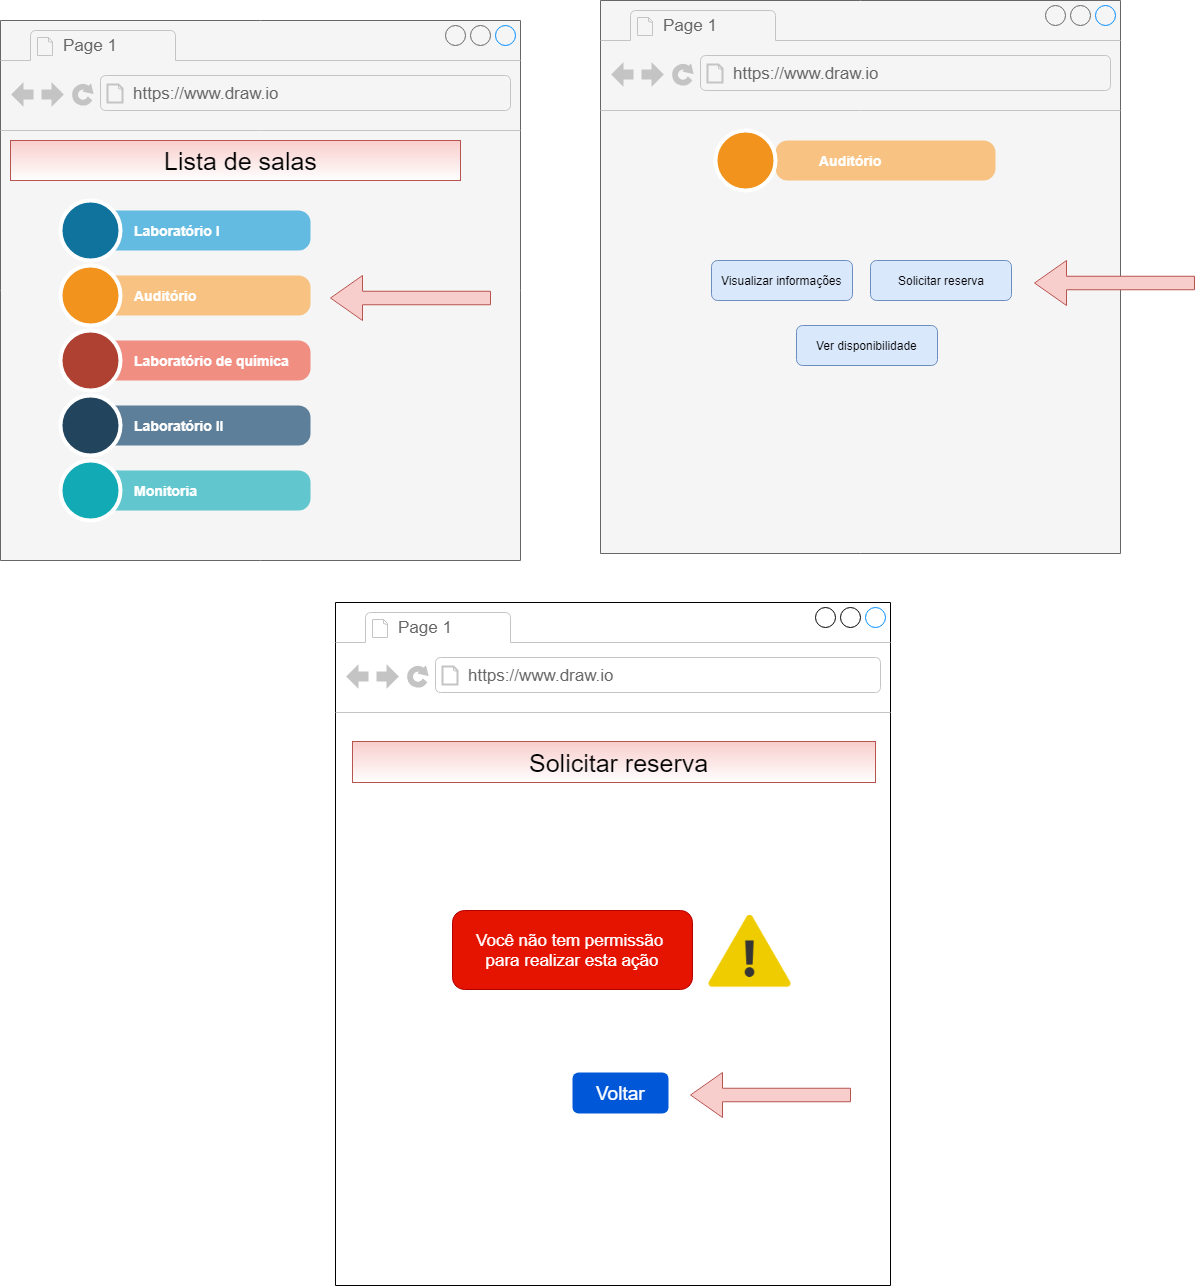 Page 1
https://www.draw.io
Lista de salas
Laboratório I
Auditório
Laboratório de química
Laboratório II
Monitoria
Page 1
https://www.draw.io
Auditório
Visualizar informações
Solicitar reserva
Ver disponibilidade
Page 1
https://www.draw.io
Solicitar reserva
Você não tem permissão
para realizar esta ação
!
Voltar